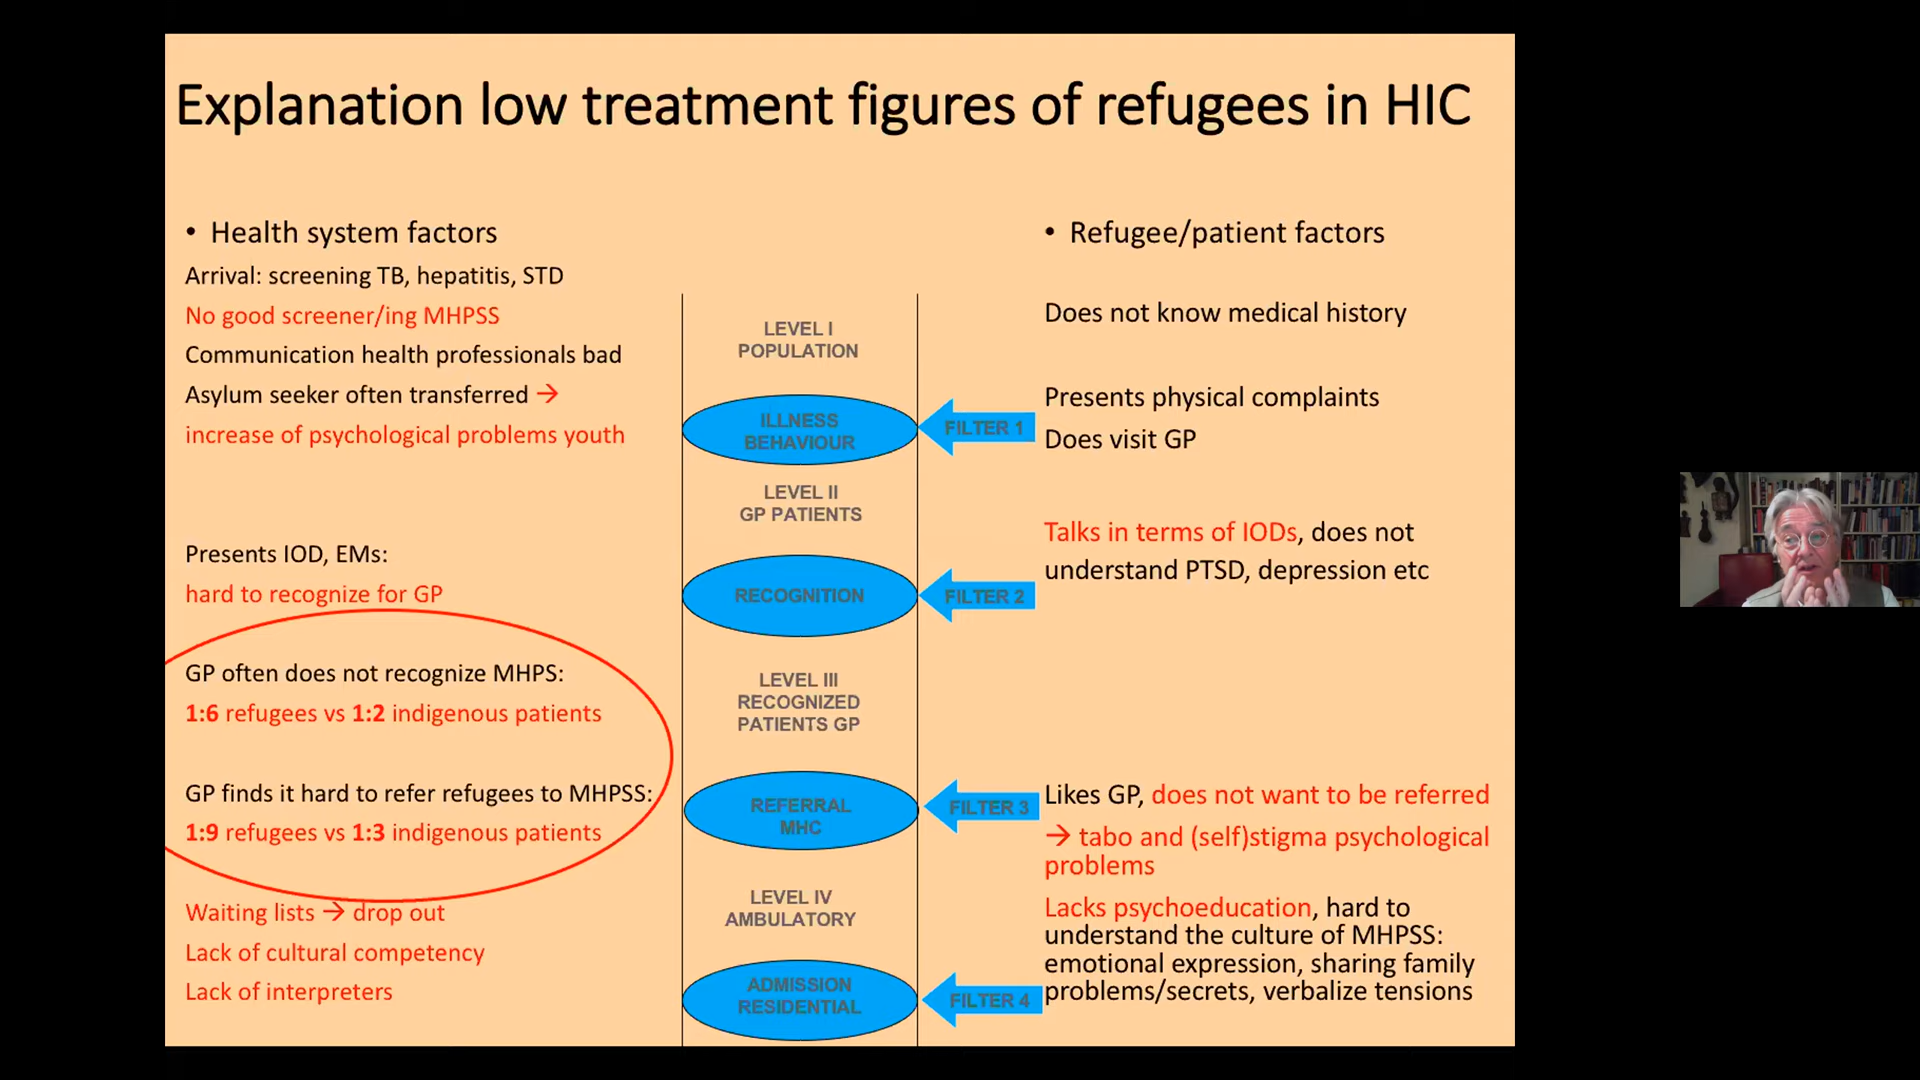 Explanation low treatment figures of refugees in HIC
• Health system factors
Arrival: screening TB, hepatitis, STD
No good screener/ing MHPSS
Communication health professionals bad
Asylum seeker often transferred →
increase of psychological problems youth
Presents IOD, EMs:
hard to recognize for GP
GP often does not recognize MHPS:
1:6 refugees vs 1:2 indigenous patients
GP finds it hard to refer refugees to MHPSS:
1:9 refugees vs 1:3 indigenous patients
Waiting lists → drop out
Lack of cultural competency
Lack of interpreters
LEVEL I
POPULATION
ILLNESS
BEHAVIOUR
FILTER 1
LEVEL II
GP PATIENTS
RECOGNITION
FILTER 2
LEVEL III
RECOGNIZED
PATIENTS GP
REFERRAL
MHC
FILTER 3
LEVEL IV
AMBULATORY
ADMISSION
RESIDENTIAL
FILTER 4
• Refugee/patient factors
Does not know medical history
Presents physical complaints
Does visit GP
Talks in terms of IODs, does not
understand PTSD, depression etc
Likes GP, does not want to be referred
→ tabo and (self)stigma psychological
problems
Lacks psychoeducation, hard to
understand the culture of MHPSS:
emotional expression, sharing family
problems/secrets, verbalize tensions